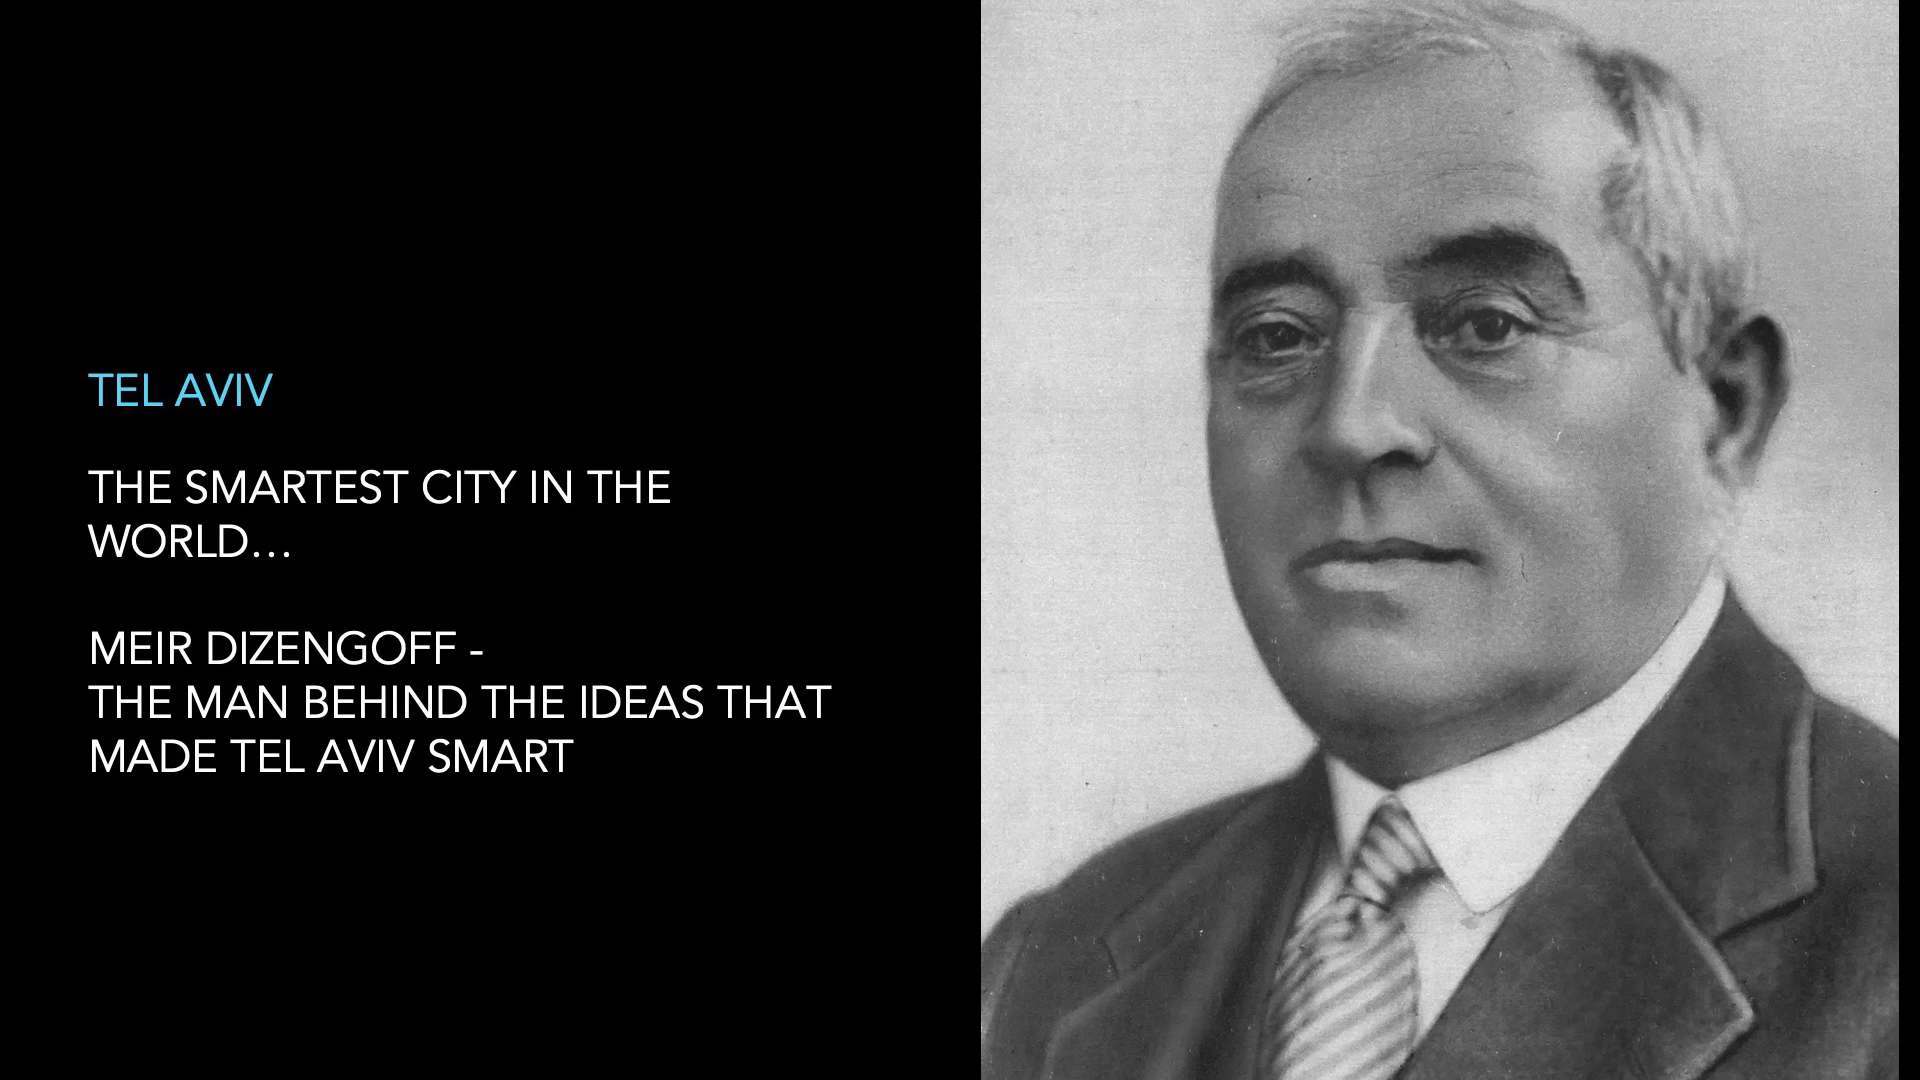 TEL AVIV
THE SMARTEST CITY IN THE
WORLD…
MEIR DIZENGOFF -
THE MAN BEHIND THE IDEAS THAT
MADE TEL AVIV SMART